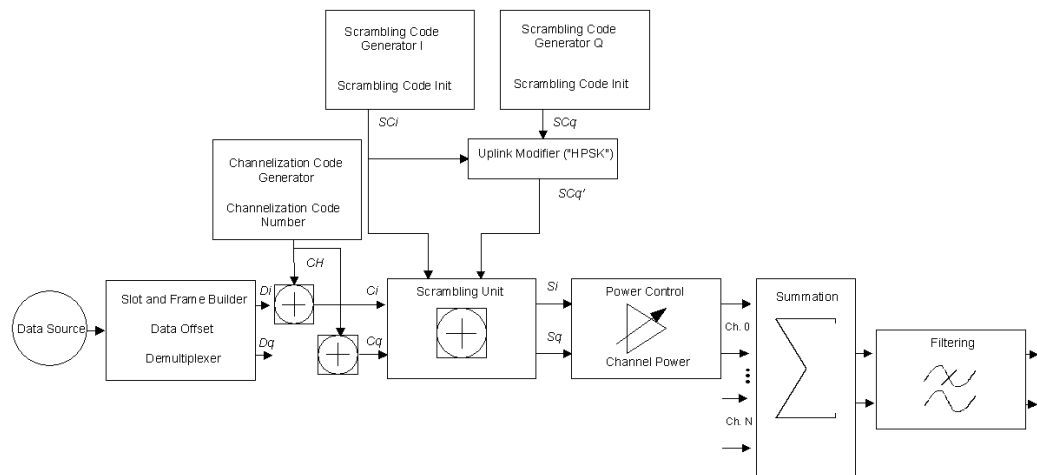 Scrambling Code
Generator I
Scrambling Code Init
Scrambling Code
Generator Q
Scrambling Code Init
SCi
SCq
Uplink Modifier ("HPSK")
SCq'
Channelization Code
Generator
Channelization Code
Number
CH
Data Source
Slot and Frame Builder
Data Offset
Demultiplexer
Di
Dq
Ci
Cq
Scrambling Unit
Si
Sq
Power Control
Channel Power
Ch. 0
Ch. N
Summation
Filtering